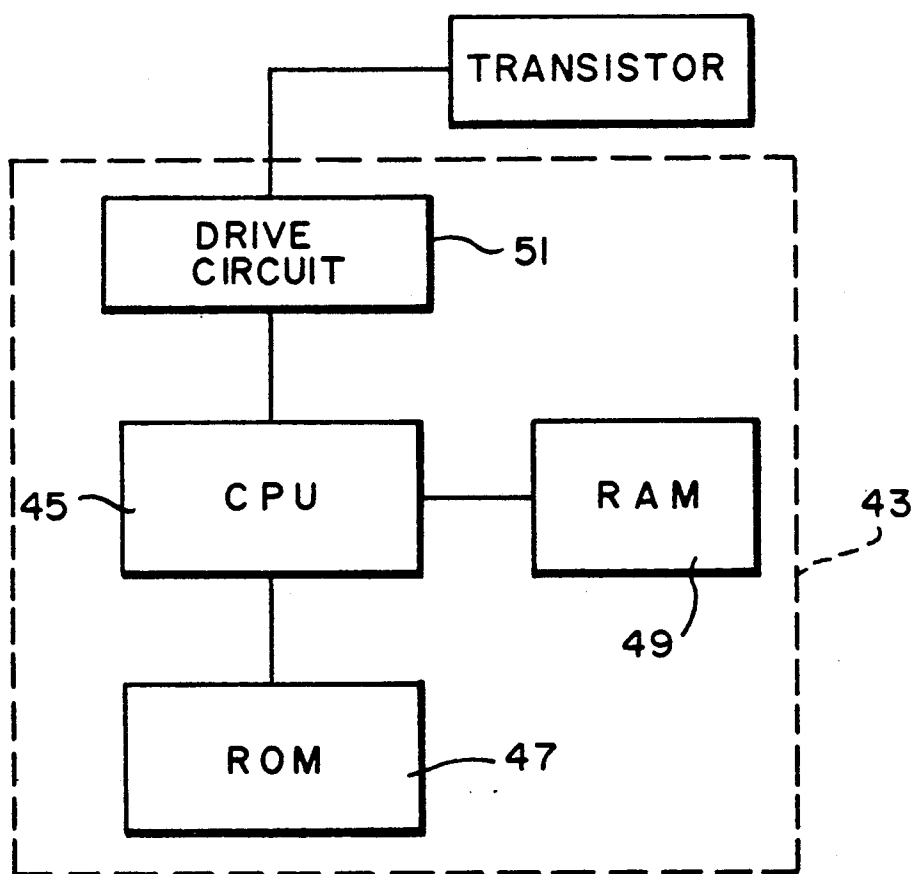 TRANSISTOR
DRIVE
CIRCUIT
51
CPU
RAM
45
43
49
ROM
47